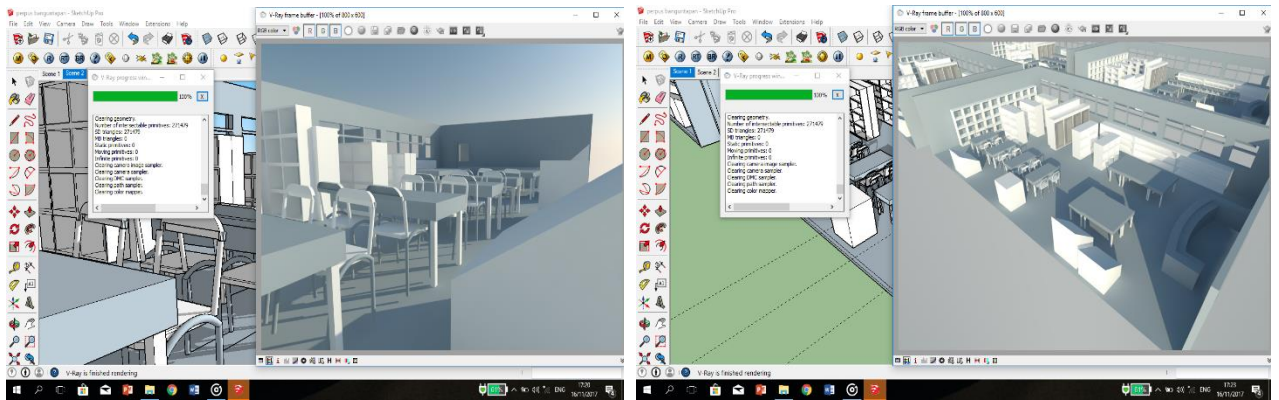 perpus banguntapan - SketchUp Pro
File Edit View Camera Draw Tools Window Extensions Help
Scene 1 Scene 2
V-Ray progress win...
100%
Clearing geometry.
Number of intersectable primitives: 271479
SD triangles: 271479
MB triangles: 0
Static primitives: 0
Moving primitives: 0
Infinite primitives: 0
Clearing camera image sampler.
Clearing camera sampler.
Clearing DMC sampler.
Clearing path sampler.
Clearing color mapper.
V-Ray frame buffer - [100% of 800 x 600]
RGB color
V-Ray is finished rendering
ENG
17:20
16/11/2017
perpus banguntapan - SketchUp Pro
File Edit View Camera Draw Tools Window Extensions Help
Scene 1 Scene 2
V-Ray progress win...
100%
Clearing geometry.
Number of intersectable primitives: 271479
SD triangles: 271479
MB triangles: 0
Static primitives: 0
Moving primitives: 0
Infinite primitives: 0
Clearing camera image sampler.
Clearing camera sampler.
Clearing DMC sampler.
Clearing path sampler.
Clearing color mapper.
V-Ray frame buffer - [100% of 800 x 600]
RGB color
V-Ray is finished rendering
ENG
16/11/2017